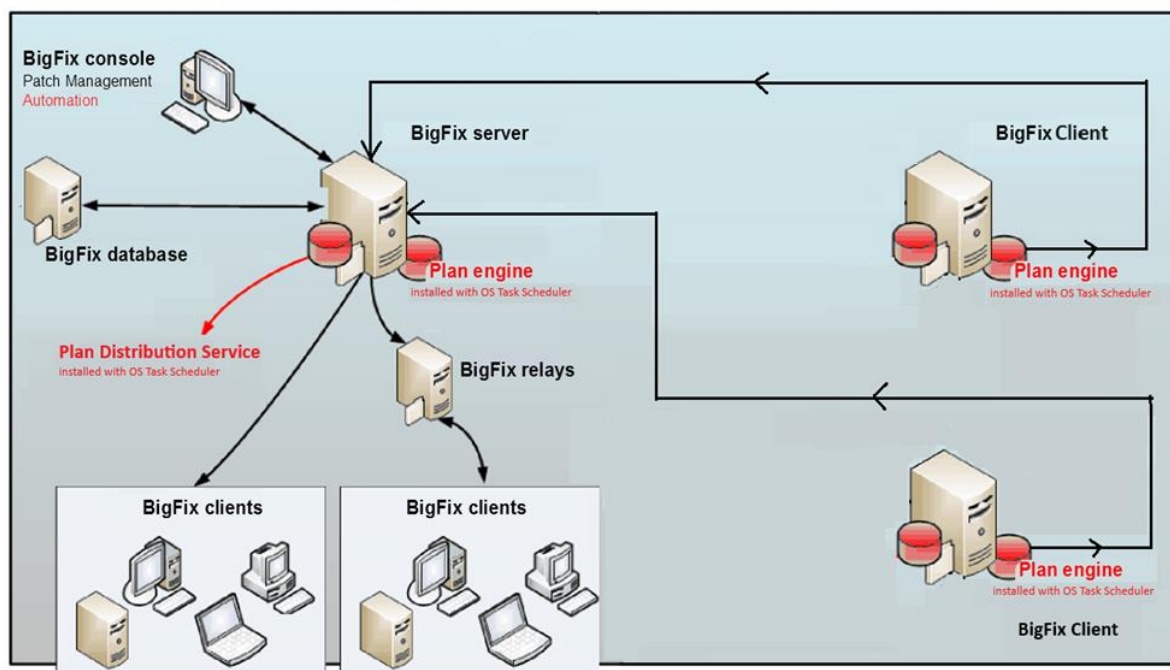 BigFix console
Patch Management
Automation
BigFix server
BigFix Client
BigFix database
Plan engine
installed with OS Task Scheduler
Plan engine
installed with OS Task Scheduler
Plan Distribution Service
installed with OS Task Scheduler
BigFix relays
BigFix clients
BigFix clients
Plan engine
installed with OS Task Scheduler
BigFix Client